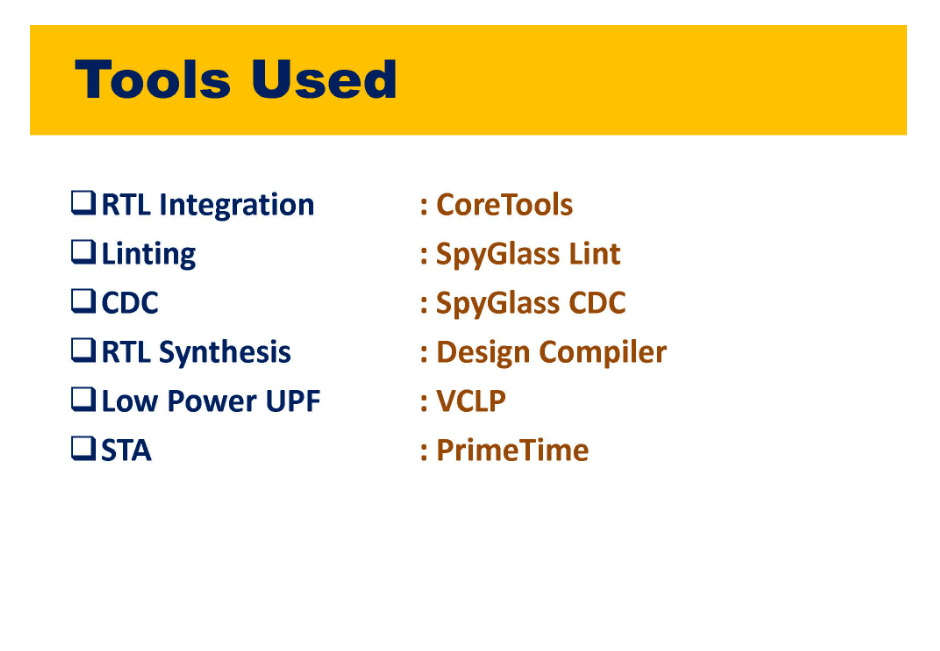 Tools Used
❑RTL Integration : CoreTools
❑Linting : SpyGlass Lint
❑CDC : SpyGlass CDC
❑RTL Synthesis : Design Compiler
❑Low Power UPF : VCLP
❑STA : PrimeTime